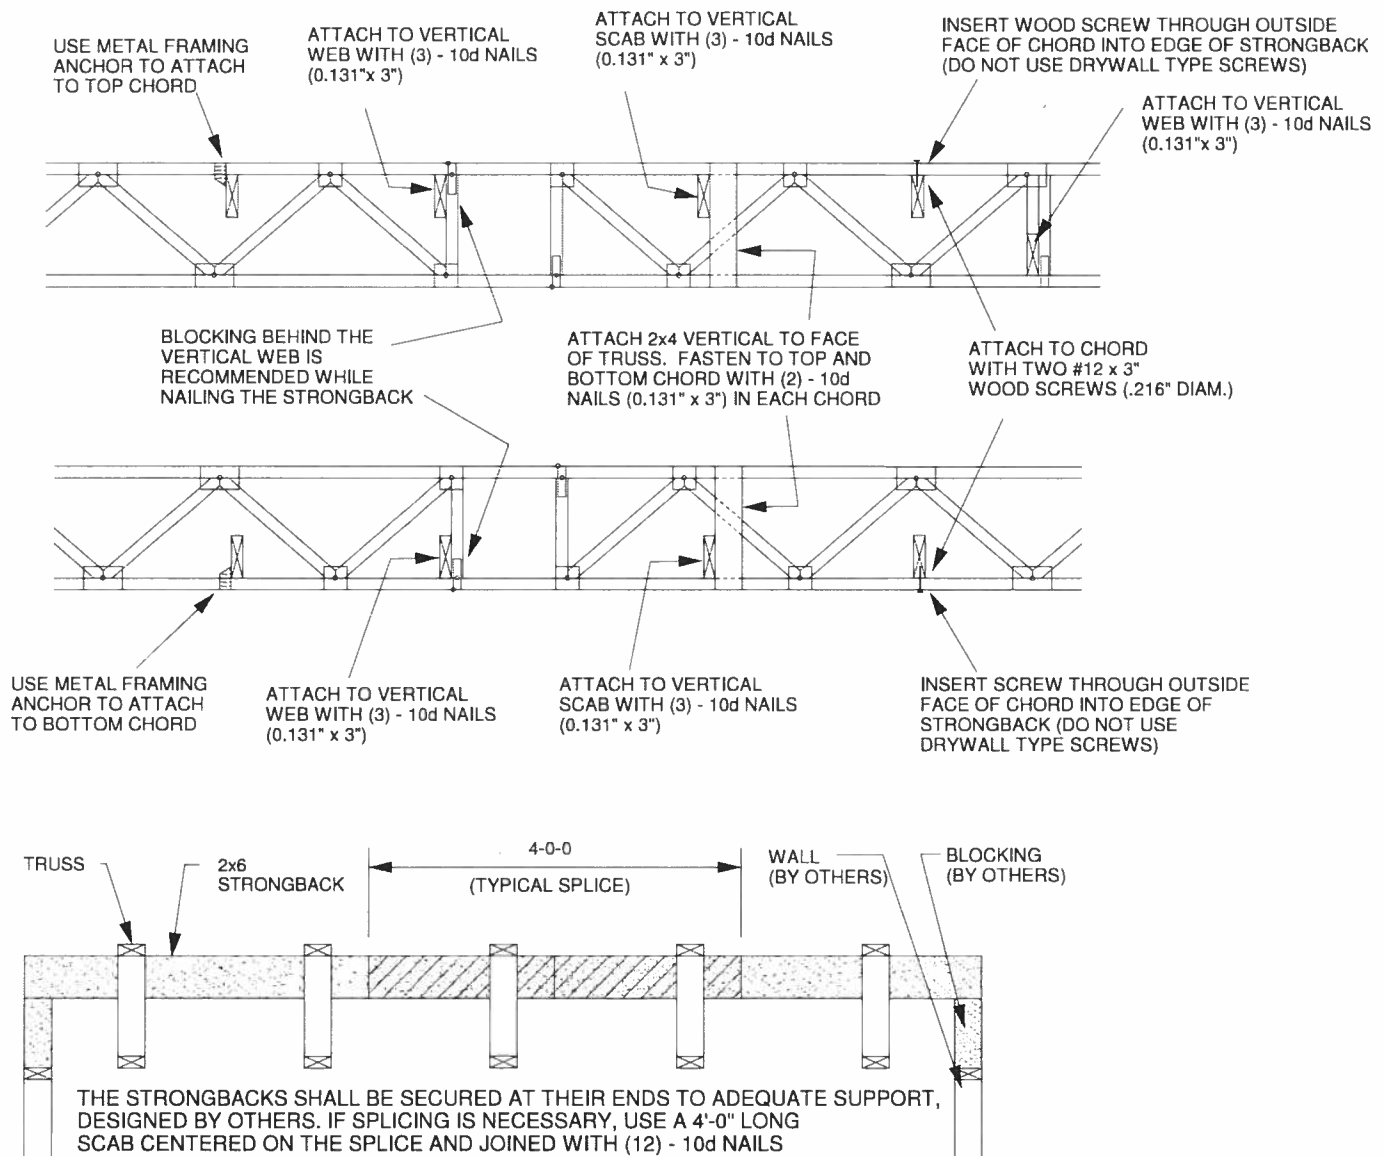 USE METAL FRAMING
ANCHOR TO ATTACH
TO TOP CHORD
ATTACH TO VERTICAL
WEB WITH (3) - 10d NAILS
(0.131"x 3")
ATTACH TO VERTICAL
SCAB WITH (3) - 10d NAILS
(0.131" x 3")
INSERT WOOD SCREW THROUGH OUTSIDE
FACE OF CHORD INTO EDGE OF STRONGBACK
(DO NOT USE DRYWALL TYPE SCREWS)
ATTACH TO VERTICAL
WEB WITH (3) - 10d NAILS
(0.131"x 3")
BLOCKING BEHIND THE
VERTICAL WEB IS
RECOMMENDED WHILE
NAILING THE STRONGBACK
ATTACH 2x4 VERTICAL TO FACE
OF TRUSS. FASTEN TO TOP AND
BOTTOM CHORD WITH (2) - 10d
NAILS (0.131" x 3") IN EACH CHORD
ATTACH TO CHORD
WITH TWO #12 x 3"
WOOD SCREWS (.216" DIAM.)
USE METAL FRAMING
ANCHOR TO ATTACH
TO BOTTOM CHORD
ATTACH TO VERTICAL
WEB WITH (3) - 10d NAILS
(0.131" x 3")
ATTACH TO VERTICAL
SCAB WITH (3) - 10d NAILS
(0.131" x 3")
INSERT SCREW THROUGH OUTSIDE
FACE OF CHORD INTO EDGE OF
STRONGBACK (DO NOT USE
DRYWALL TYPE SCREWS)
TRUSS
2x6
STRONGBACK
4-0-0
(TYPICAL SPLICE)
WALL
(BY OTHERS)
BLOCKING
(BY OTHERS)
THE STRONGBACKS SHALL BE SECURED AT THEIR ENDS TO ADEQUATE SUPPORT,
DESIGNED BY OTHERS. IF SPLICING IS NECESSARY, USE A 4'-0" LONG
SCAB CENTERED ON THE SPLICE AND JOINED WITH (12) - 10d NAILS